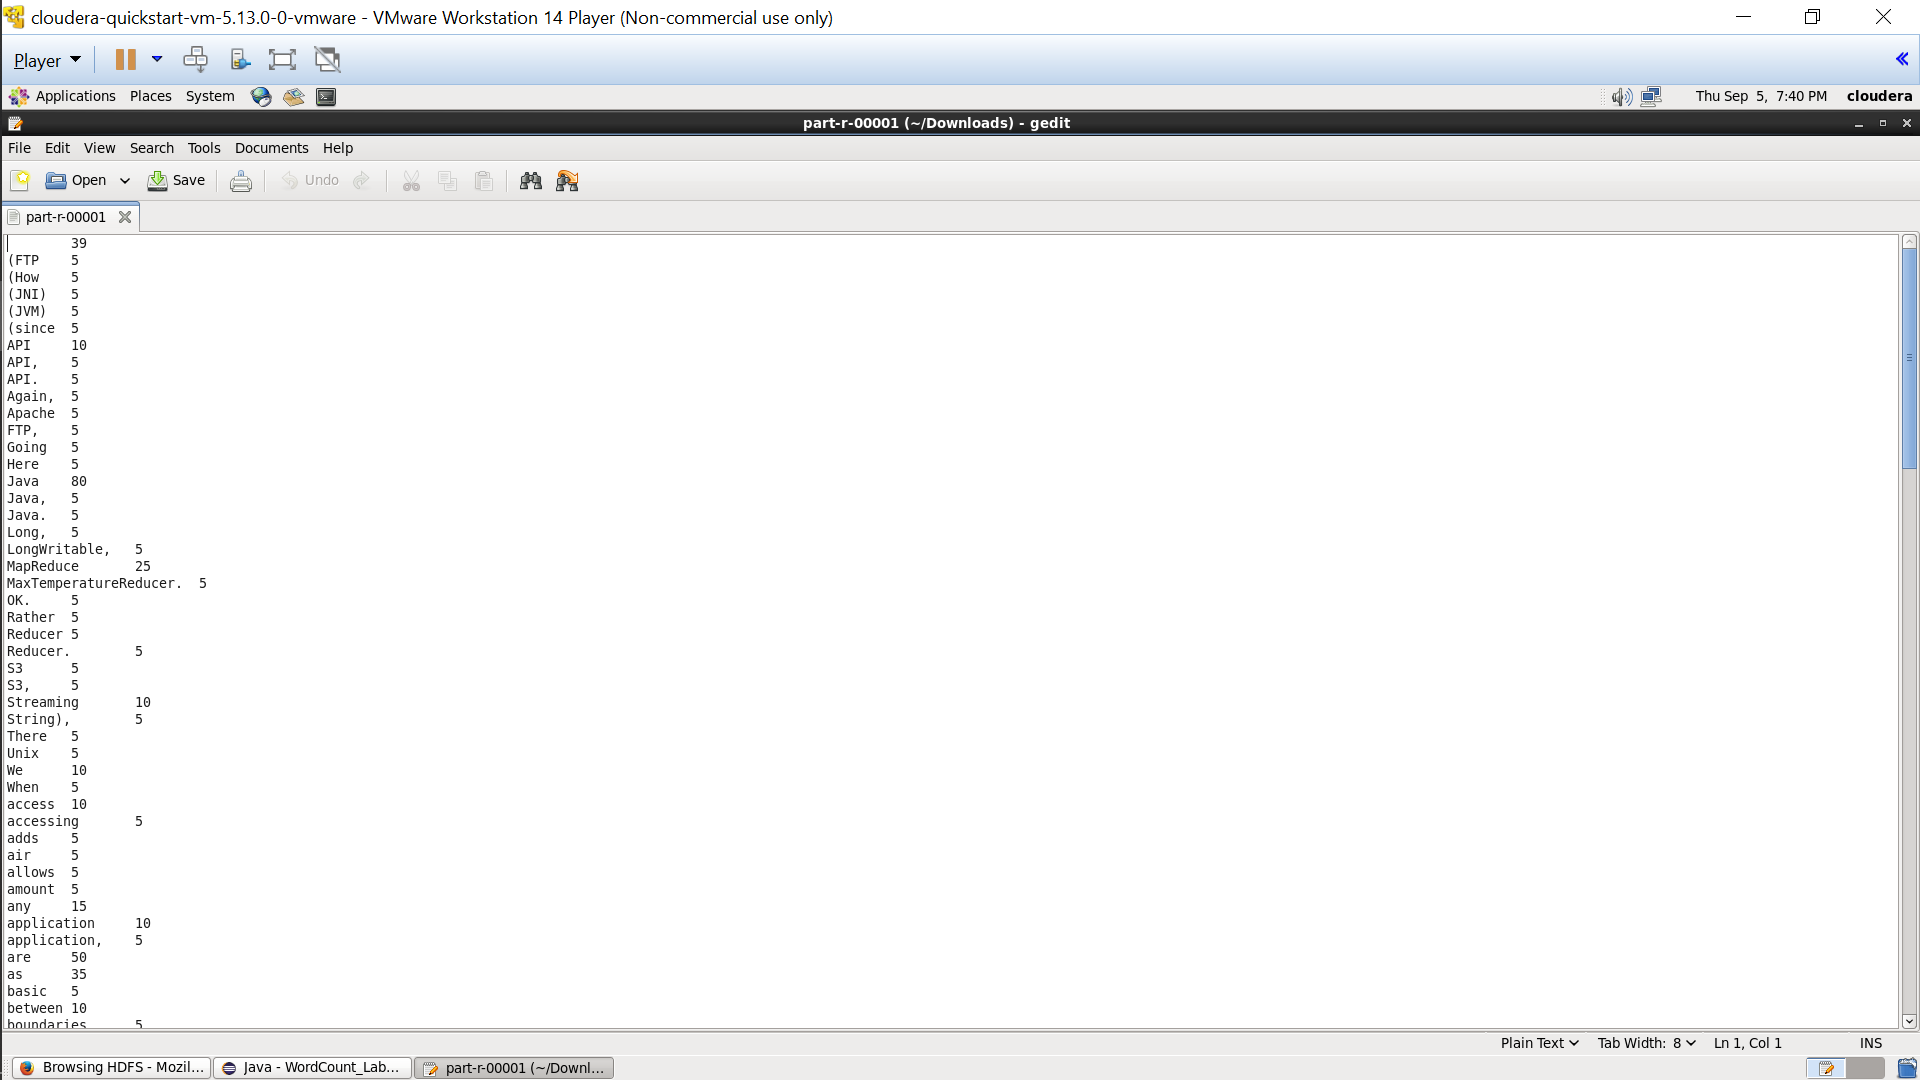 cloudera-quickstart-vm-5.13.0-0-vmware - VMware Workstation 14 Player (Non-commercial use only)
Player
Applications Places System Thu Sep 5, 7:40 PM cloudera
part-r-00001 (~/Downloads) - gedit
File Edit View Search Tools Documents Help
Open Save Undo
part-r-00001
39
(FTP 5
(How 5
(JNI) 5
(JVM) 5
(since 5
API 10
API, 5
API. 5
Again, 5
Apache 5
FTP, 5
Going 5
Here 5
Java 80
Java, 5
Java. 5
Long, 5
LongWritable, 5
MapReduce 25
MaxTemperatureReducer. 5
OK. 5
Rather 5
Reducer 5
Reducer. 5
S3 5
S3, 5
Streaming 10
String), 5
There 5
Unix 5
We 10
When 5
access 10
accessing 5
adds 5
air 5
allows 5
amount 5
any 15
application 10
application, 5
are 50
as 35
basic 5
between 10
boundaries 5
Plain Text Tab Width: 8 Ln 1, Col 1 INS
Browsing HDFS - Mozil... Java - WordCount_Lab... part-r-00001 (~/Downl...